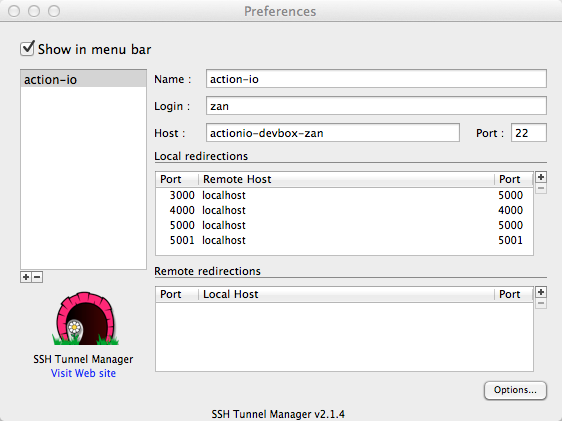 Preferences
Show in menu bar
action-io
Name : action-io
Login : zan
Host : actionio-devbox-zan Port : 22
Local redirections
Port Remote Host Port
3000 localhost 5000
4000 localhost 4000
5000 localhost 5000
5001 localhost 5001
Remote redirections
Port Local Host Port
SSH Tunnel Manager
Visit Web site
Options...
SSH Tunnel Manager v2.1.4